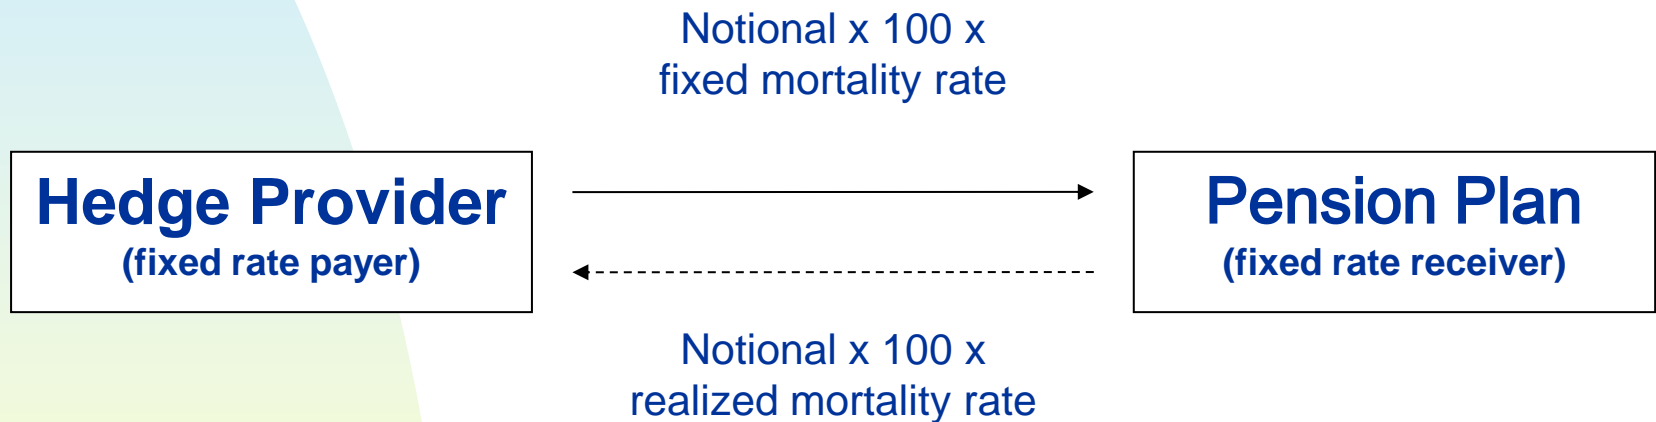 Notional x 100 x
fixed mortality rate
Hedge Provider
(fixed rate payer)
Pension Plan
(fixed rate receiver)
Notional x 100 x
realized mortality rate